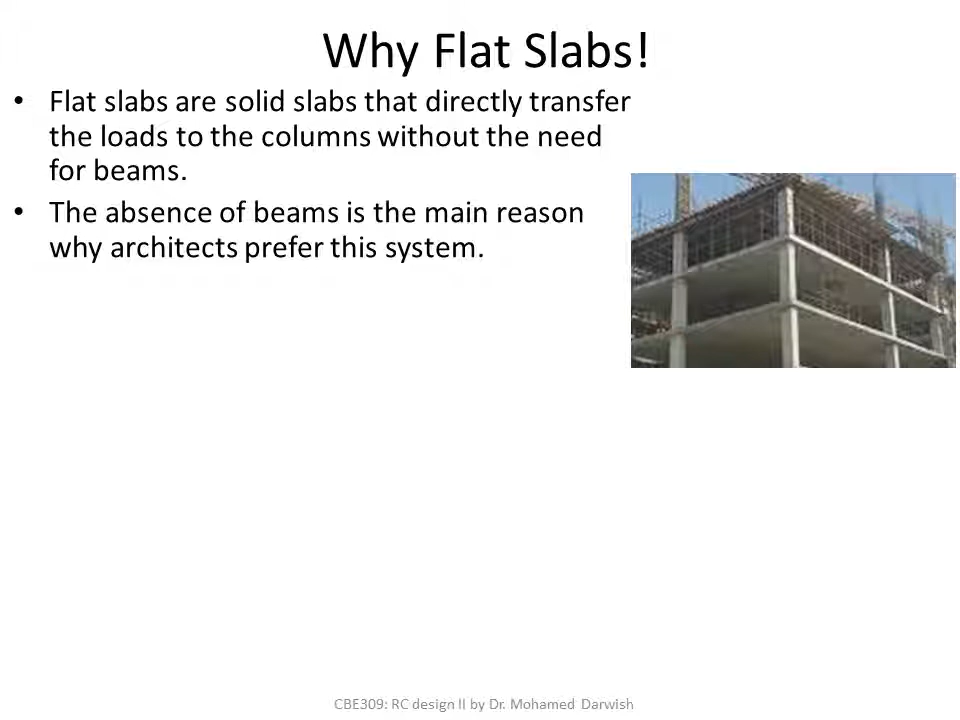 Why Flat Slabs!
• Flat slabs are solid slabs that directly transfer
the loads to the columns without the need
for beams.
• The absence of beams is the main reason
why architects prefer this system.
CBE309: RC design II by Dr. Mohamed Darwish